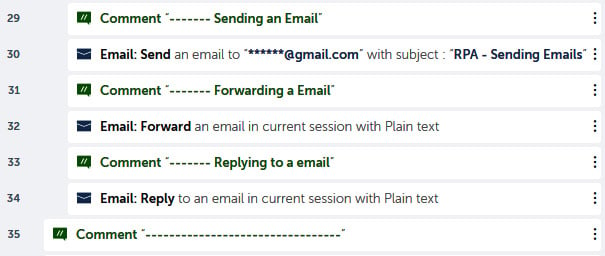 29 Comment "------- Sending an Email"
30 Email: Send an email to "******@gmail.com" with subject : "RPA - Sending Emails"
31 Comment "------- Forwarding a Email"
32 Email: Forward an email in current session with Plain text
33 Comment "------- Replying to a email"
34 Email: Reply to an email in current session with Plain text
35 Comment "---------------------------------"